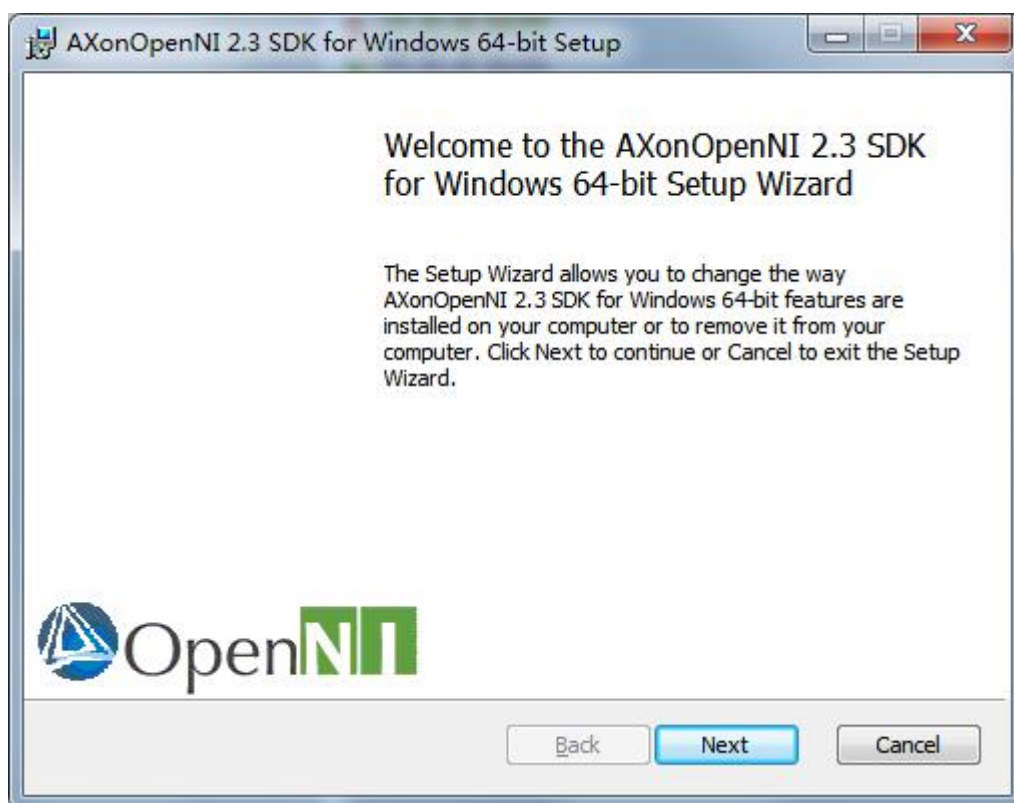 AXonOpenNI 2.3 SDK for Windows 64-bit Setup
Welcome to the AXonOpenNI 2.3 SDK
for Windows 64-bit Setup Wizard
The Setup Wizard allows you to change the way
AXonOpenNI 2.3 SDK for Windows 64-bit features are
installed on your computer or to remove it from your
computer. Click Next to continue or Cancel to exit the Setup
Wizard.
OpenNI
Back Next Cancel